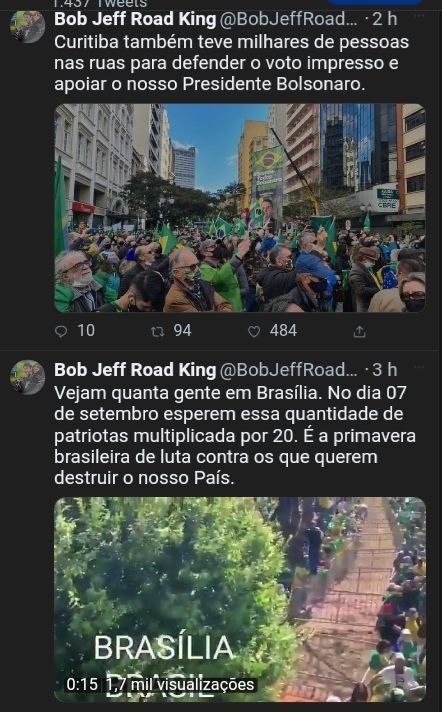 1.437 Tweets
Bob Jeff Road King @BobJeffRoad... · 2 h
Curitiba também teve milhares de pessoas
nas ruas para defender o voto impresso e
apoiar o nosso Presidente Bolsonaro.
CBRE
10 94 484
Bob Jeff Road King @BobJeffRoad... · 3 h
Vejam quanta gente em Brasília. No dia 07
de setembro esperem essa quantidade de
patriotas multiplicada por 20. É a primavera
brasileira de luta contra os que querem
destruir o nosso País.
BRASÍLIA
BRASIL
0:15 1,7 mil visualizações